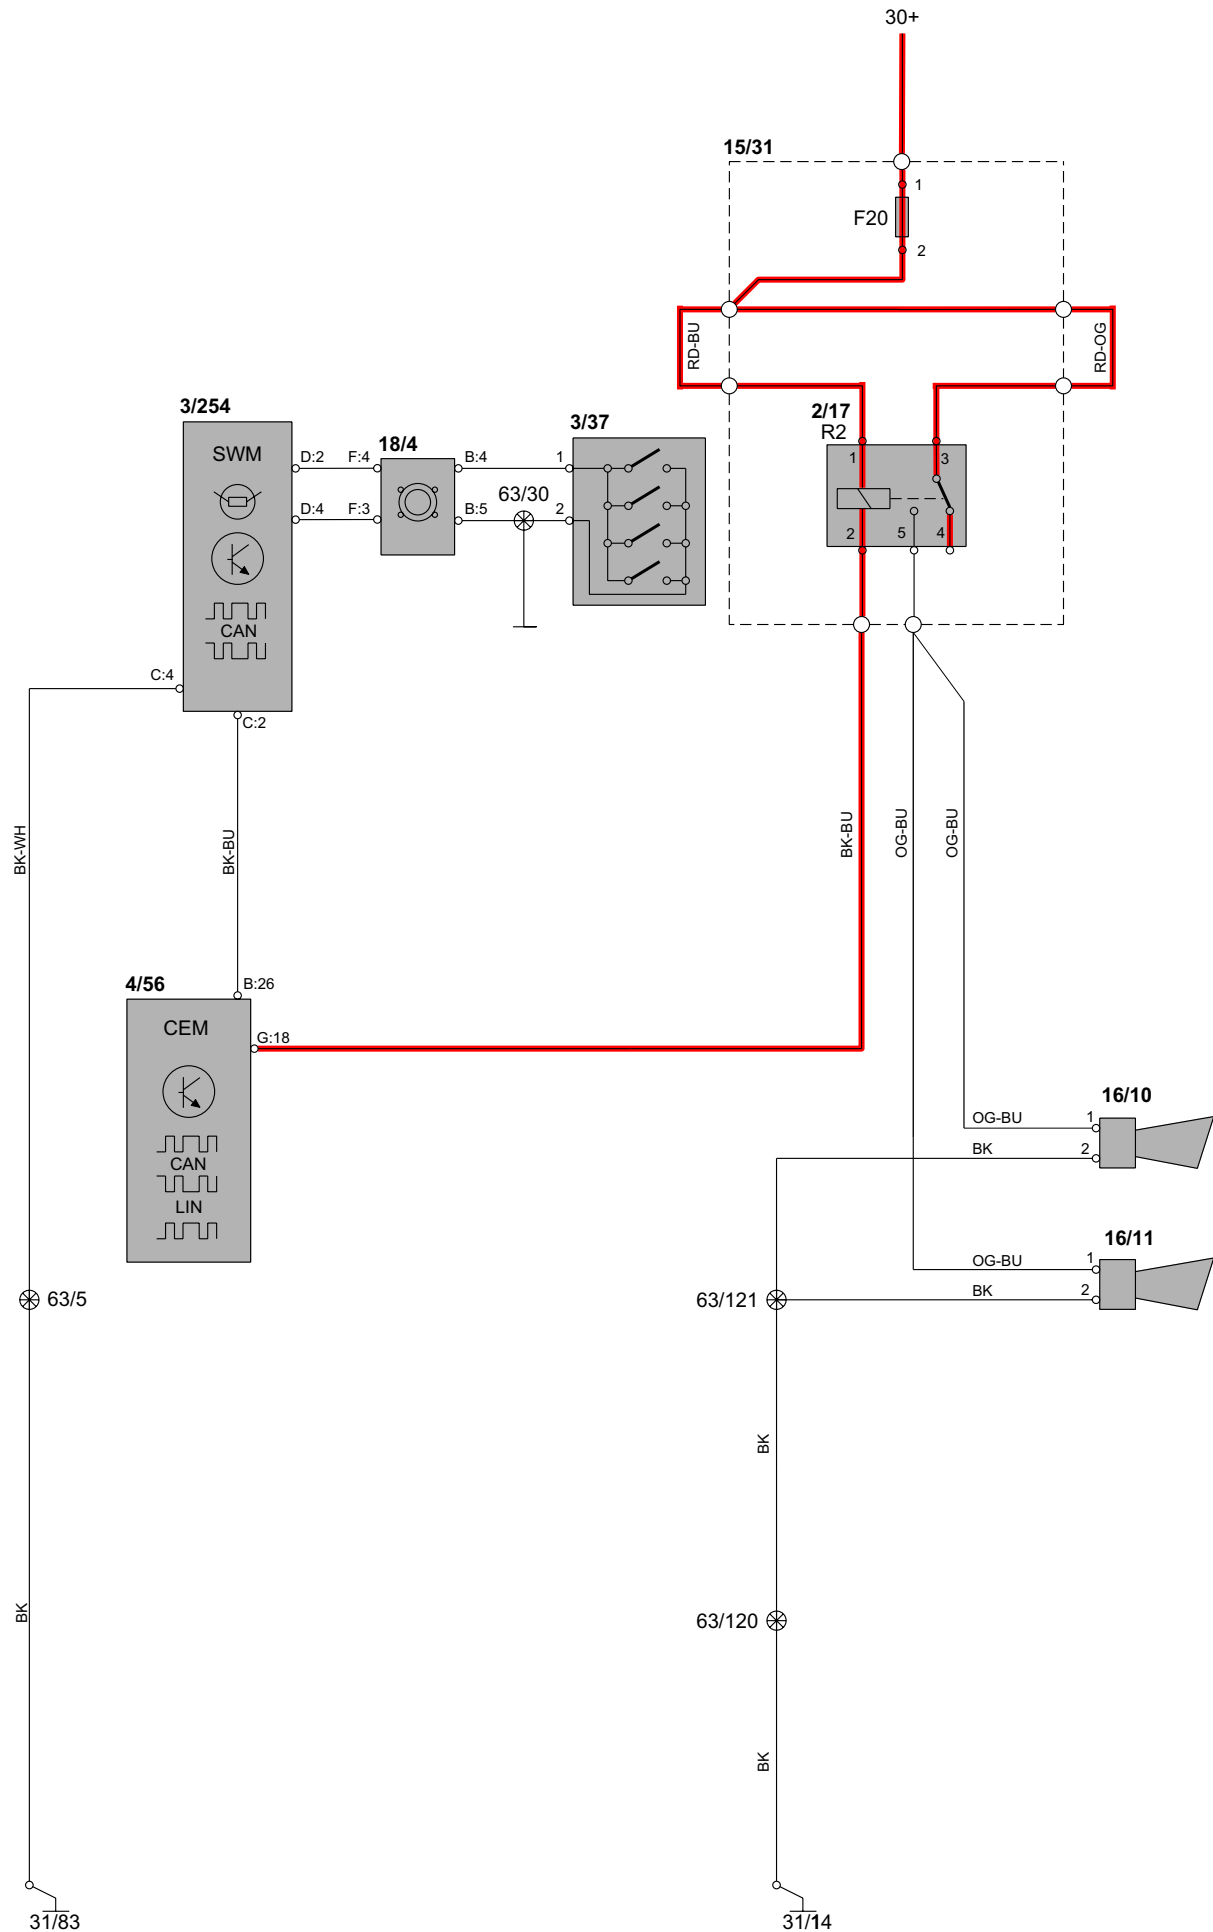 30+
15/31
1
F20
2
RD-BU
RD-OG
3/254
2/17
R2
18/4
3/37
SWM
D:2
F:4
B:4
1
1
3
63/30
D:4
F:3
B:5
2
2
5
4
CAN
C:4
C:2
BK-WH
BK-BU
BK-BU
OG-BU
OG-BU
4/56
B:26
CEM
G:18
CAN
LIN
16/10
OG-BU
1
BK
2
16/11
OG-BU
1
BK
2
63/5
63/121
BK
BK
63/120
BK
31/83
31/14